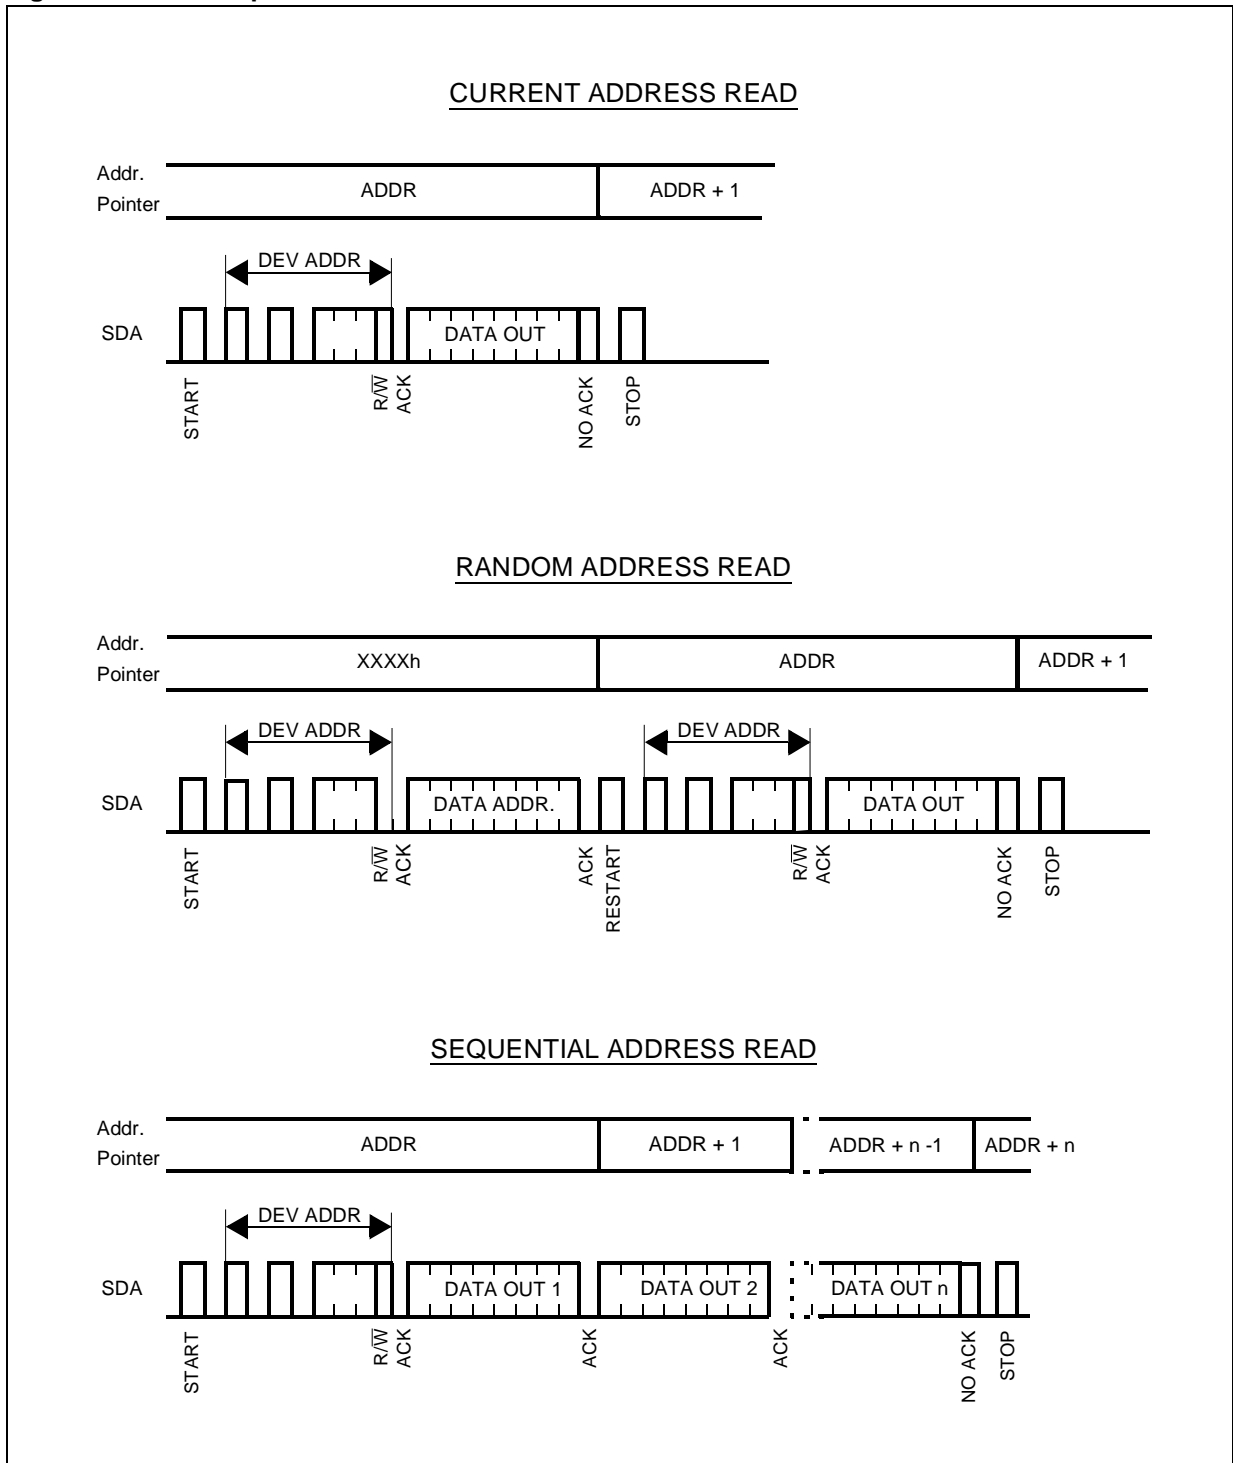 CURRENT ADDRESS READ
Addr.
Pointer
ADDR
ADDR + 1
DEV ADDR
SDA
DATA OUT
START
R/W
ACK
NO ACK
STOP
RANDOM ADDRESS READ
Addr.
Pointer
XXXXh
ADDR
ADDR + 1
DEV ADDR
DEV ADDR
SDA
DATA ADDR.
DATA OUT
START
R/W
ACK
ACK
RESTART
R/W
ACK
NO ACK
STOP
SEQUENTIAL ADDRESS READ
Addr.
Pointer
ADDR
ADDR + 1
ADDR + n -1
ADDR + n
DEV ADDR
SDA
DATA OUT 1
DATA OUT 2
DATA OUT n
START
R/W
ACK
ACK
ACK
NO ACK
STOP